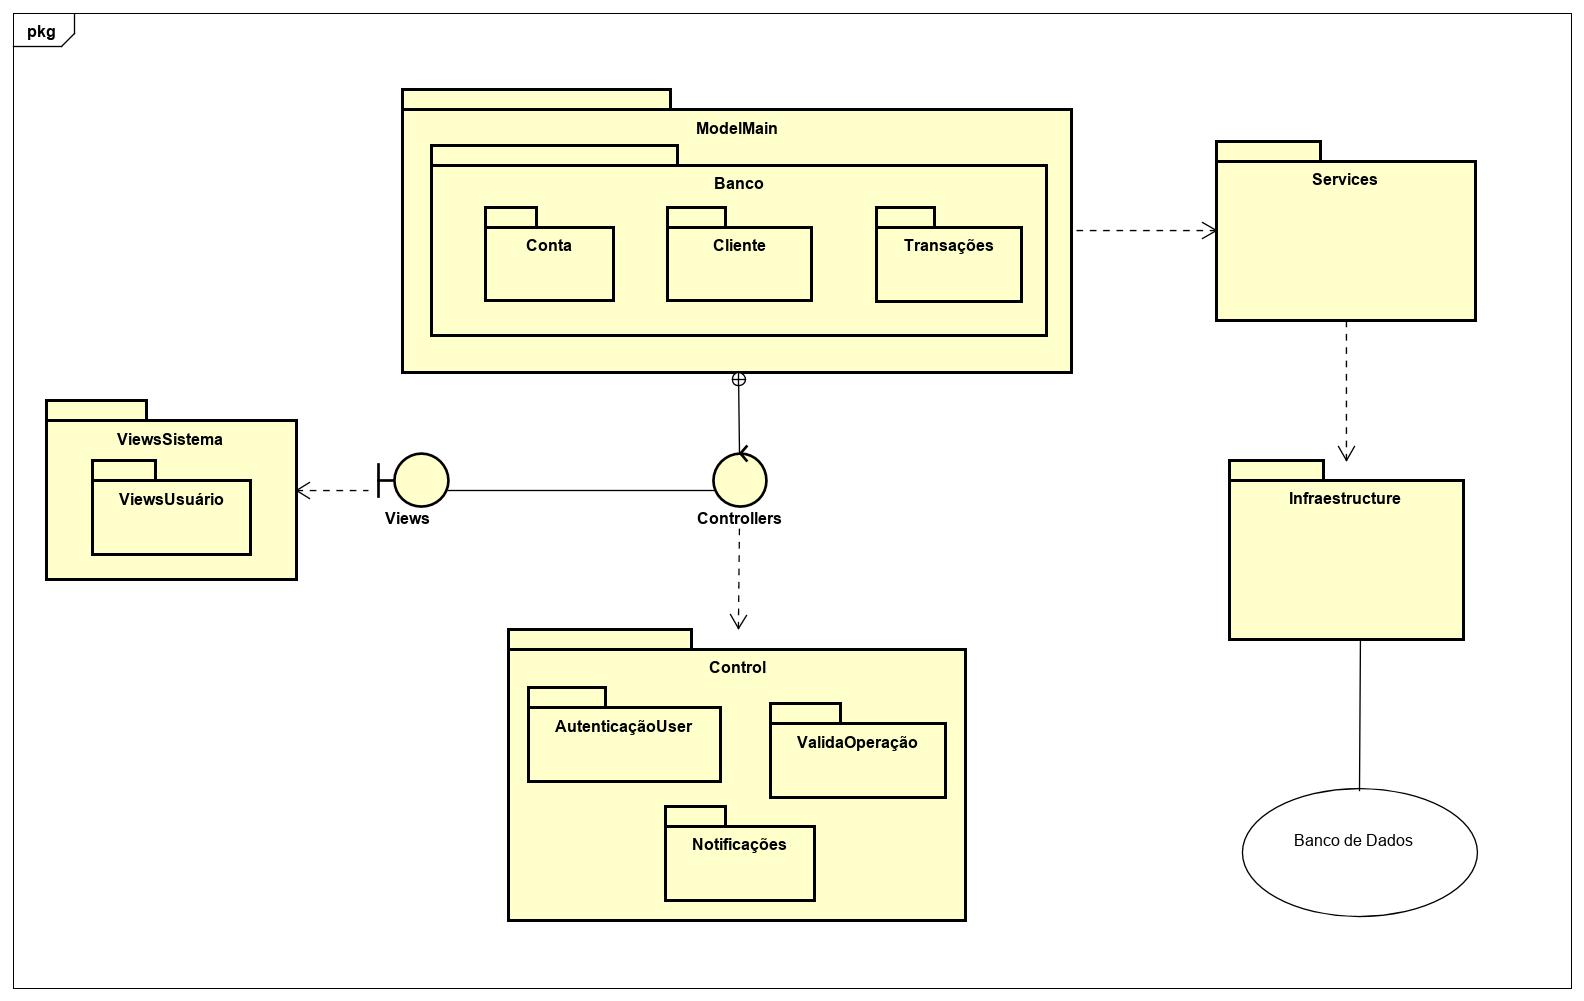 pkg
ModelMain
Banco
Conta
Cliente
Transações
Services
ViewsSistema
ViewsUsuário
Views
Controllers
Infraestructure
Control
AutenticaçãoUser
ValidaOperação
Notificações
Banco de Dados